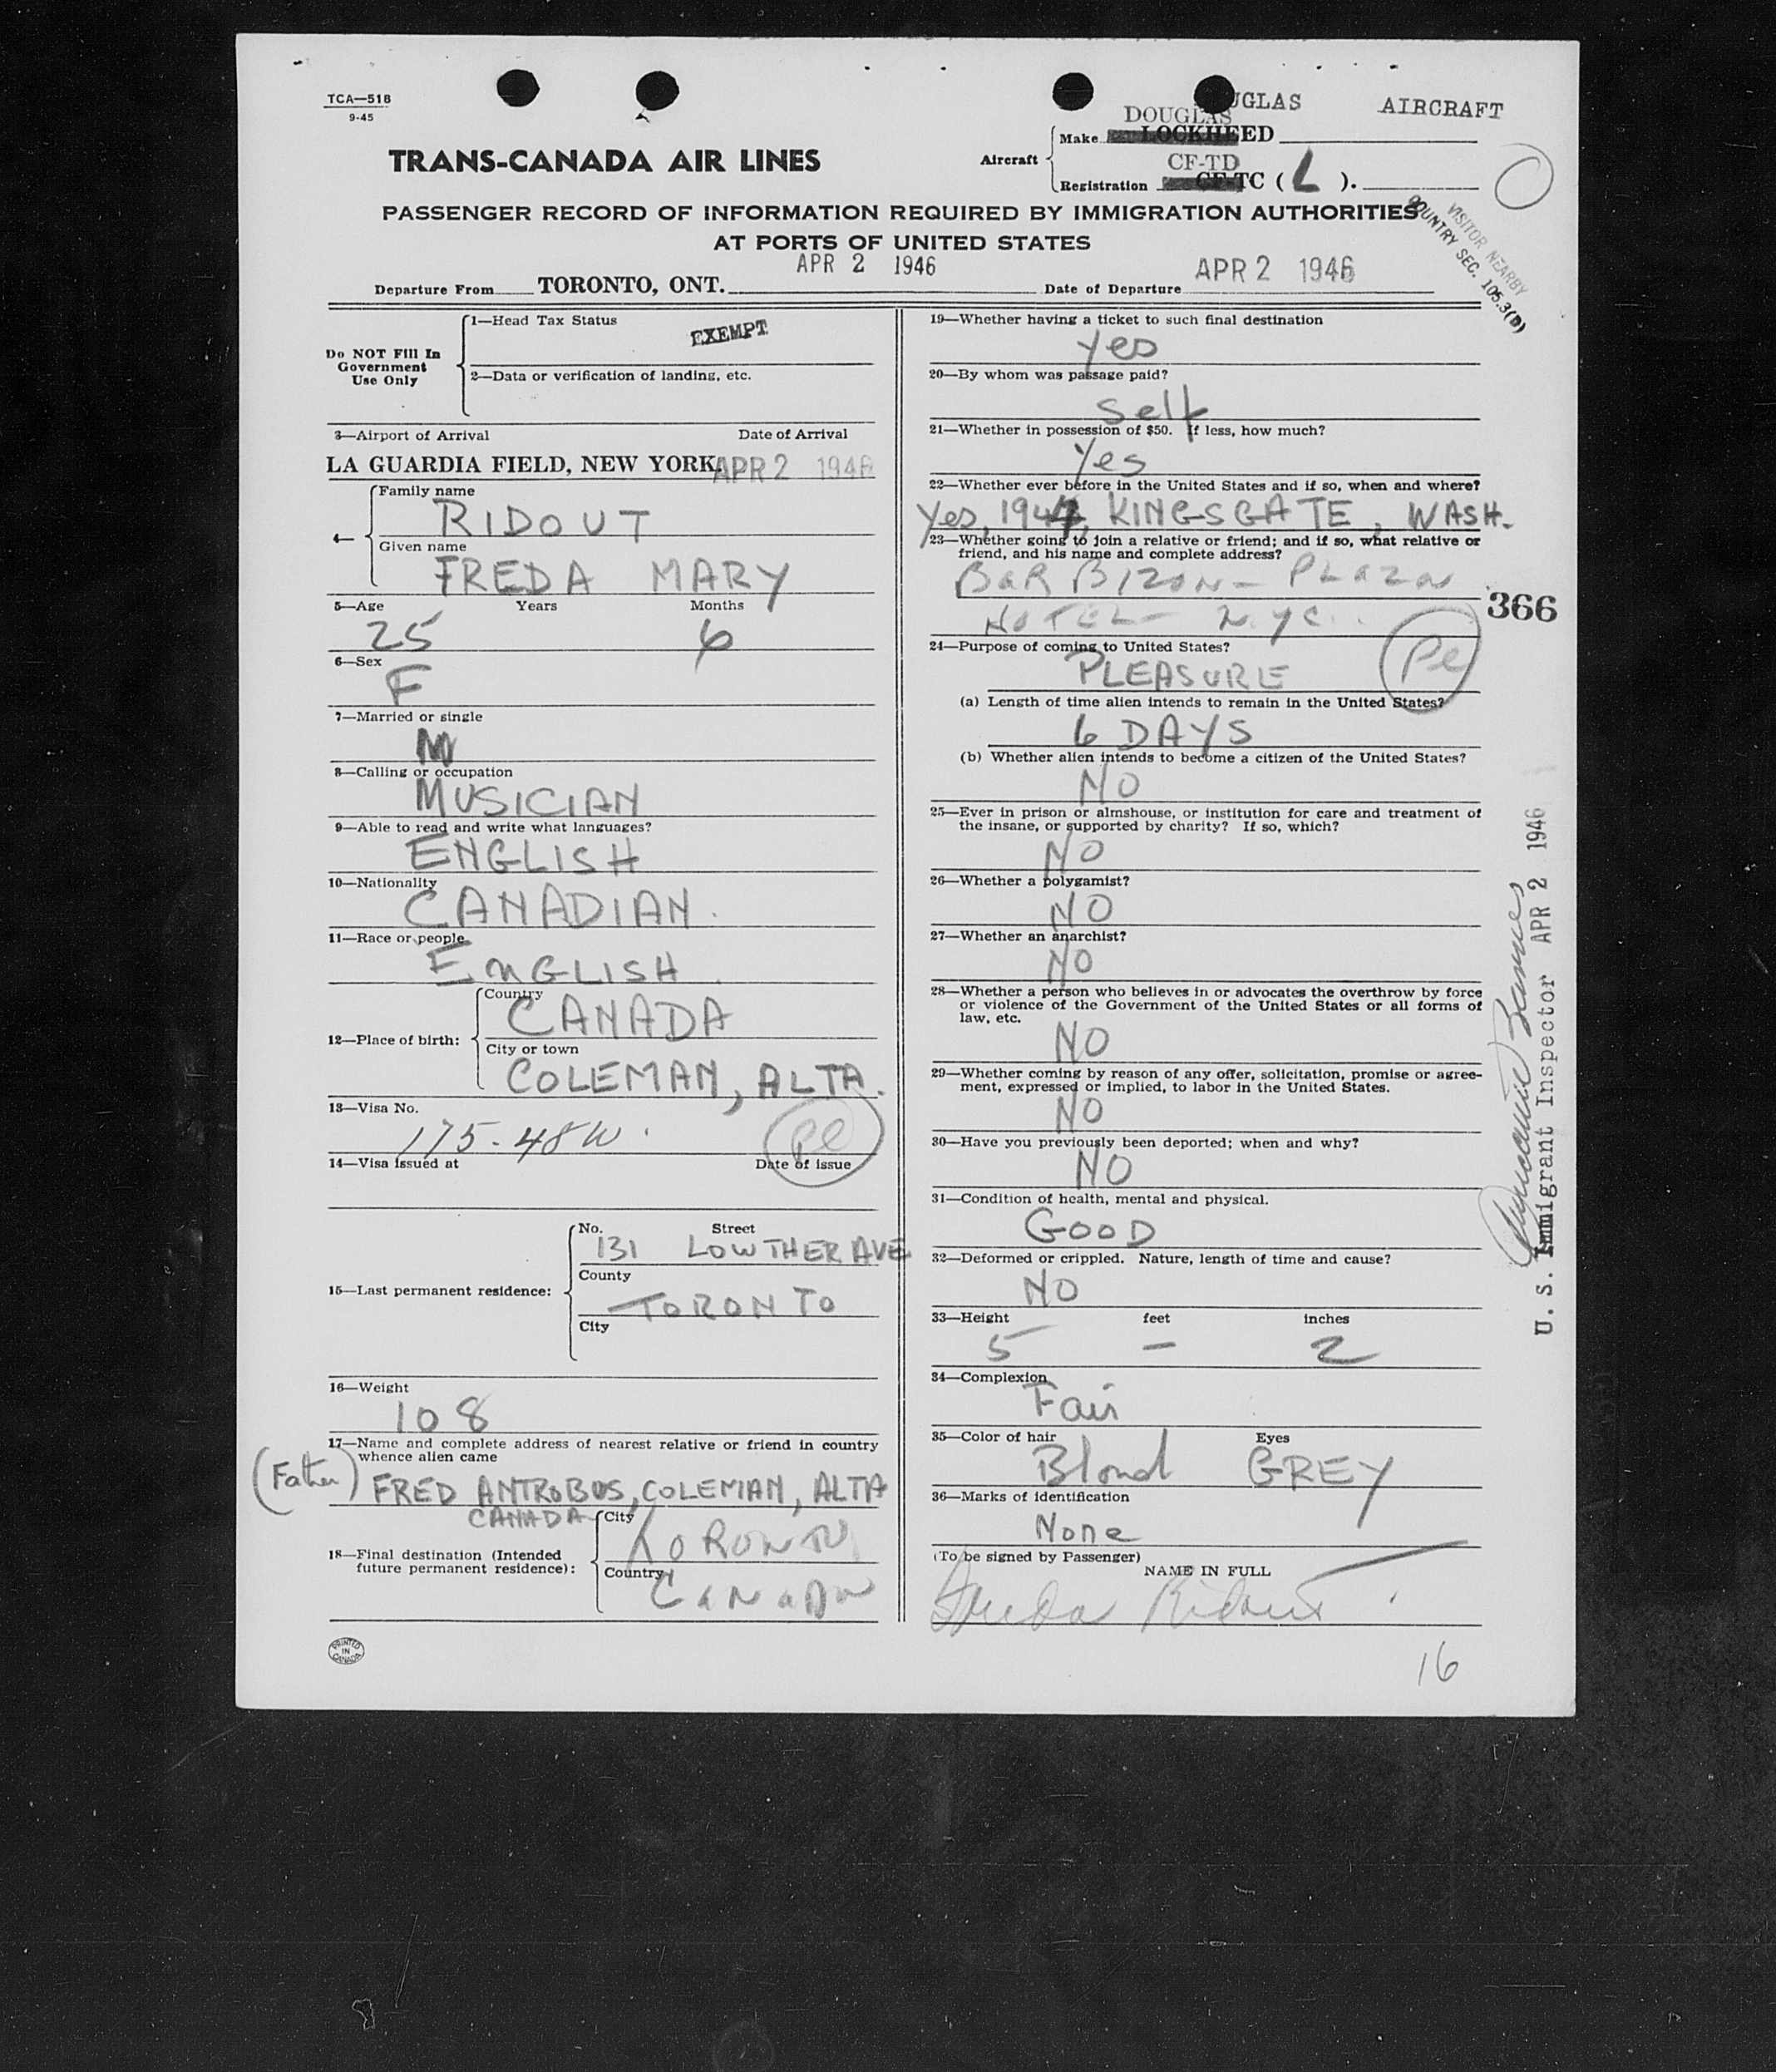 TCA—518
9-45
UGLAS AIRCRAFT
DOUGLAS
Make LOCKHEED
TRANS-CANADA AIR LINES
Aircraft
CF-TD
Registration CF-TC ( L ).
PASSENGER RECORD OF INFORMATION REQUIRED BY IMMIGRATION AUTHORITIES
AT PORTS OF UNITED STATES
VISITOR NEARBY
COUNTRY SEC. 105.3(D)
APR 2 1946
APR 2 1946
Departure From TORONTO, ONT. Date of Departure
Do NOT Fill In
Government
Use Only
1—Head Tax Status
EXEMPT
2—Data or verification of landing, etc.
3—Airport of Arrival Date of Arrival
LA GUARDIA FIELD, NEW YORK. APR 2 1946
4—
Family name
RIDOUT
Given name
FREDA MARY
5—Age Years Months
25 6
6—Sex
F
7—Married or single
M
8—Calling or occupation
MUSICIAN
9—Able to read and write what languages?
ENGLISH
10—Nationality
CANADIAN.
11—Race or people
ENGLISH
12—Place of birth:
Country
CANADA
City or town
COLEMAN, ALTA.
13—Visa No.
175-48W.
Pl
14—Visa issued at Date of issue
15—Last permanent residence:
No. Street
131 LOWTHER AVE
County
TORONTO
City
16—Weight
108
17—Name and complete address of nearest relative or friend in country
whence alien came
(Father) FRED ANTROBUS, COLEMAN, ALTA
CANADA
18—Final destination (Intended
future permanent residence):
City
TORONTO
Country
CANADA
PRINTED
IN
CANADA
19—Whether having a ticket to such final destination
Yes
20—By whom was passage paid?
Self
21—Whether in possession of $50. If less, how much?
Yes
22—Whether ever before in the United States and if so, when and where?
Yes, KINGSGATE, WASH.
23—Whether going to join a relative or friend; and if so, what relative or
friend, and his name and complete address?
BaR BIZON- PLAZA
HOTEL- N.YC.
366
24—Purpose of coming to United States?
PLEASURE
Pl
(a) Length of time alien intends to remain in the United States?
6 DAYS
(b) Whether alien intends to become a citizen of the United States?
NO
25—Ever in prison or almshouse, or institution for care and treatment of
the insane, or supported by charity? If so, which?
NO
26—Whether a polygamist?
NO
27—Whether an anarchist?
NO
28—Whether a person who believes in or advocates the overthrow by force
or violence of the Government of the United States or all forms of
law, etc.
NO
29—Whether coming by reason of any offer, solicitation, promise or agree-
ment, expressed or implied, to labor in the United States.
NO
30—Have you previously been deported; when and why?
NO
31—Condition of health, mental and physical.
GOOD
32—Deformed or crippled. Nature, length of time and cause?
NO
33—Height feet inches
5 - 2
34—Complexion
Fair
35—Color of hair Eyes
Blond GREY
36—Marks of identification
None
(To be signed by Passenger)
NAME IN FULL
Freda Ridout
16
Barnes
U. S. Immigrant Inspector APR 2 1946